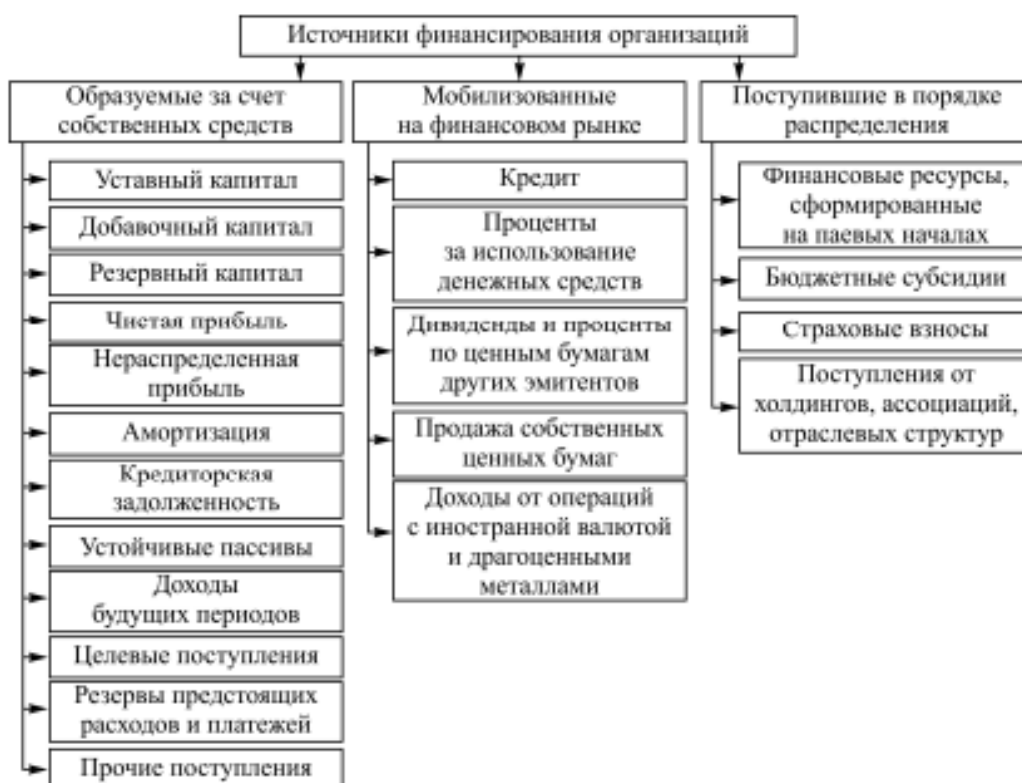 Источники финансирования организаций
Образуемые за счет
собственных средств
Уставный капитал
Добавочный капитал
Резервный капитал
Чистая прибыль
Нераспределенная
прибыль
Амортизация
Кредиторская
задолженность
Устойчивые пассивы
Доходы
будущих периодов
Целевые поступления
Резервы предстоящих
расходов и платежей
Прочие поступления
Мобилизованные
на финансовом рынке
Кредит
Проценты
за использование
денежных средств
Дивиденды и проценты
по ценным бумагам
других эмитентов
Продажа собственных
ценных бумаг
Доходы от операций
с иностранной валютой
и драгоценными
металлами
Поступившие в порядке
распределения
Финансовые ресурсы,
сформированные
на паевых началах
Бюджетные субсидии
Страховые взносы
Поступления от
холдингов, ассоциаций,
отраслевых структур